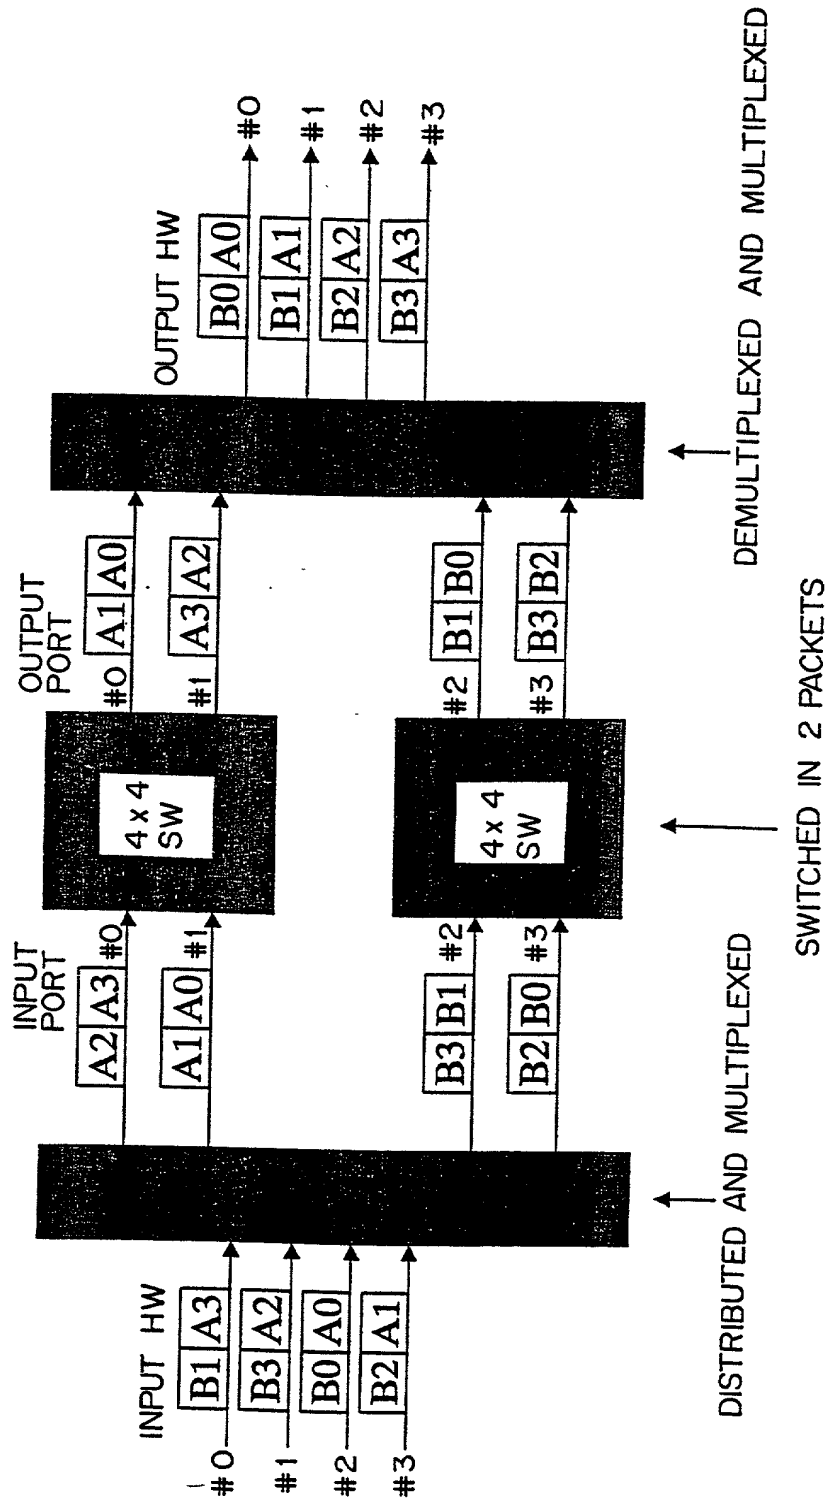 INPUT HW
#0 B1 A3
#1 B3 A2
#2 B0 A0
#3 B2 A1
DISTRIBUTED AND MULTIPLEXED
INPUT
PORT
A2 A3 #0
A1 A0 #1
B3 B1 #2
B2 B0 #3
4 x 4
SW
4 x 4
SW
SWITCHED IN 2 PACKETS
OUTPUT
PORT
#0 A1 A0
#1 A3 A2
#2 B1 B0
#3 B3 B2
DEMULTIPLEXED AND MULTIPLEXED
OUTPUT HW
B0 A0 #0
B1 A1 #1
B2 A2 #2
B3 A3 #3